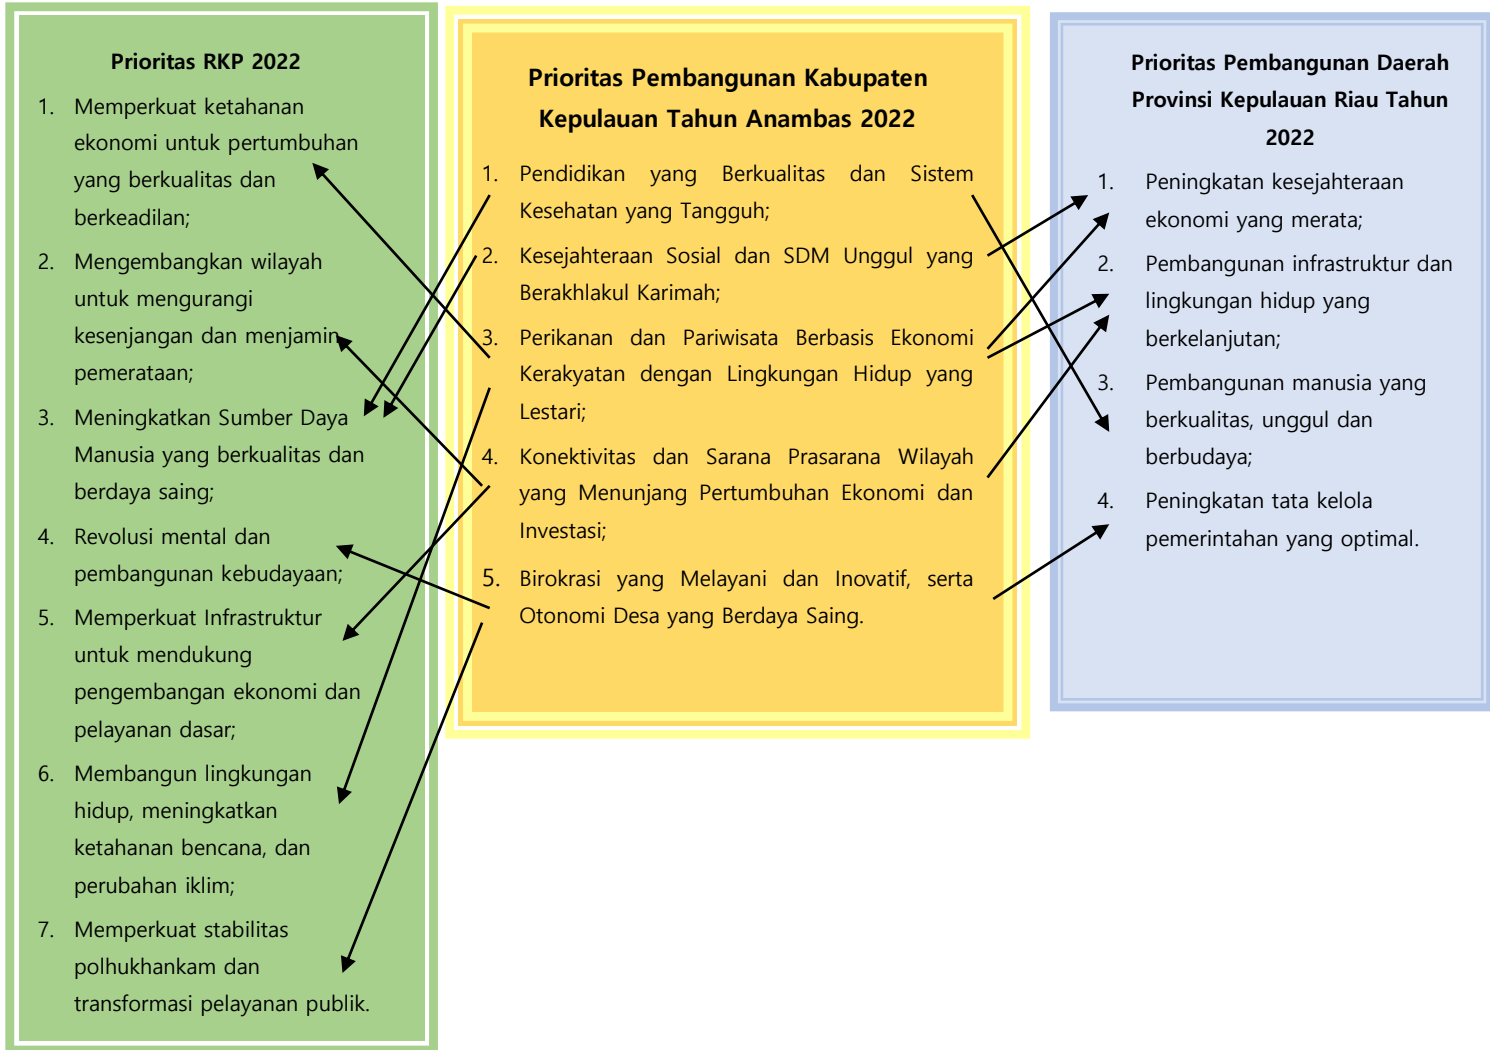 Prioritas RKP 2022
1. Memperkuat ketahanan
ekonomi untuk pertumbuhan
yang berkualitas dan
berkeadilan;
2. Mengembangkan wilayah
untuk mengurangi
kesenjangan dan menjamin
pemerataan;
3. Meningkatkan Sumber Daya
Manusia yang berkualitas dan
berdaya saing;
4. Revolusi mental dan
pembangunan kebudayaan;
5. Memperkuat Infrastruktur
untuk mendukung
pengembangan ekonomi dan
pelayanan dasar;
6. Membangun lingkungan
hidup, meningkatkan
ketahanan bencana, dan
perubahan iklim;
7. Memperkuat stabilitas
polhukhankam dan
transformasi pelayanan publik.
Prioritas Pembangunan Kabupaten
Kepulauan Tahun Anambas 2022
1. Pendidikan yang Berkualitas dan Sistem
Kesehatan yang Tangguh;
2. Kesejahteraan Sosial dan SDM Unggul yang
Berakhlakul Karimah;
3. Perikanan dan Pariwisata Berbasis Ekonomi
Kerakyatan dengan Lingkungan Hidup yang
Lestari;
4. Konektivitas dan Sarana Prasarana Wilayah
yang Menunjang Pertumbuhan Ekonomi dan
Investasi;
5. Birokrasi yang Melayani dan Inovatif, serta
Otonomi Desa yang Berdaya Saing.
Prioritas Pembangunan Daerah
Provinsi Kepulauan Riau Tahun
2022
1. Peningkatan kesejahteraan
ekonomi yang merata;
2. Pembangunan infrastruktur dan
lingkungan hidup yang
berkelanjutan;
3. Pembangunan manusia yang
berkualitas, unggul dan
berbudaya;
4. Peningkatan tata kelola
pemerintahan yang optimal.